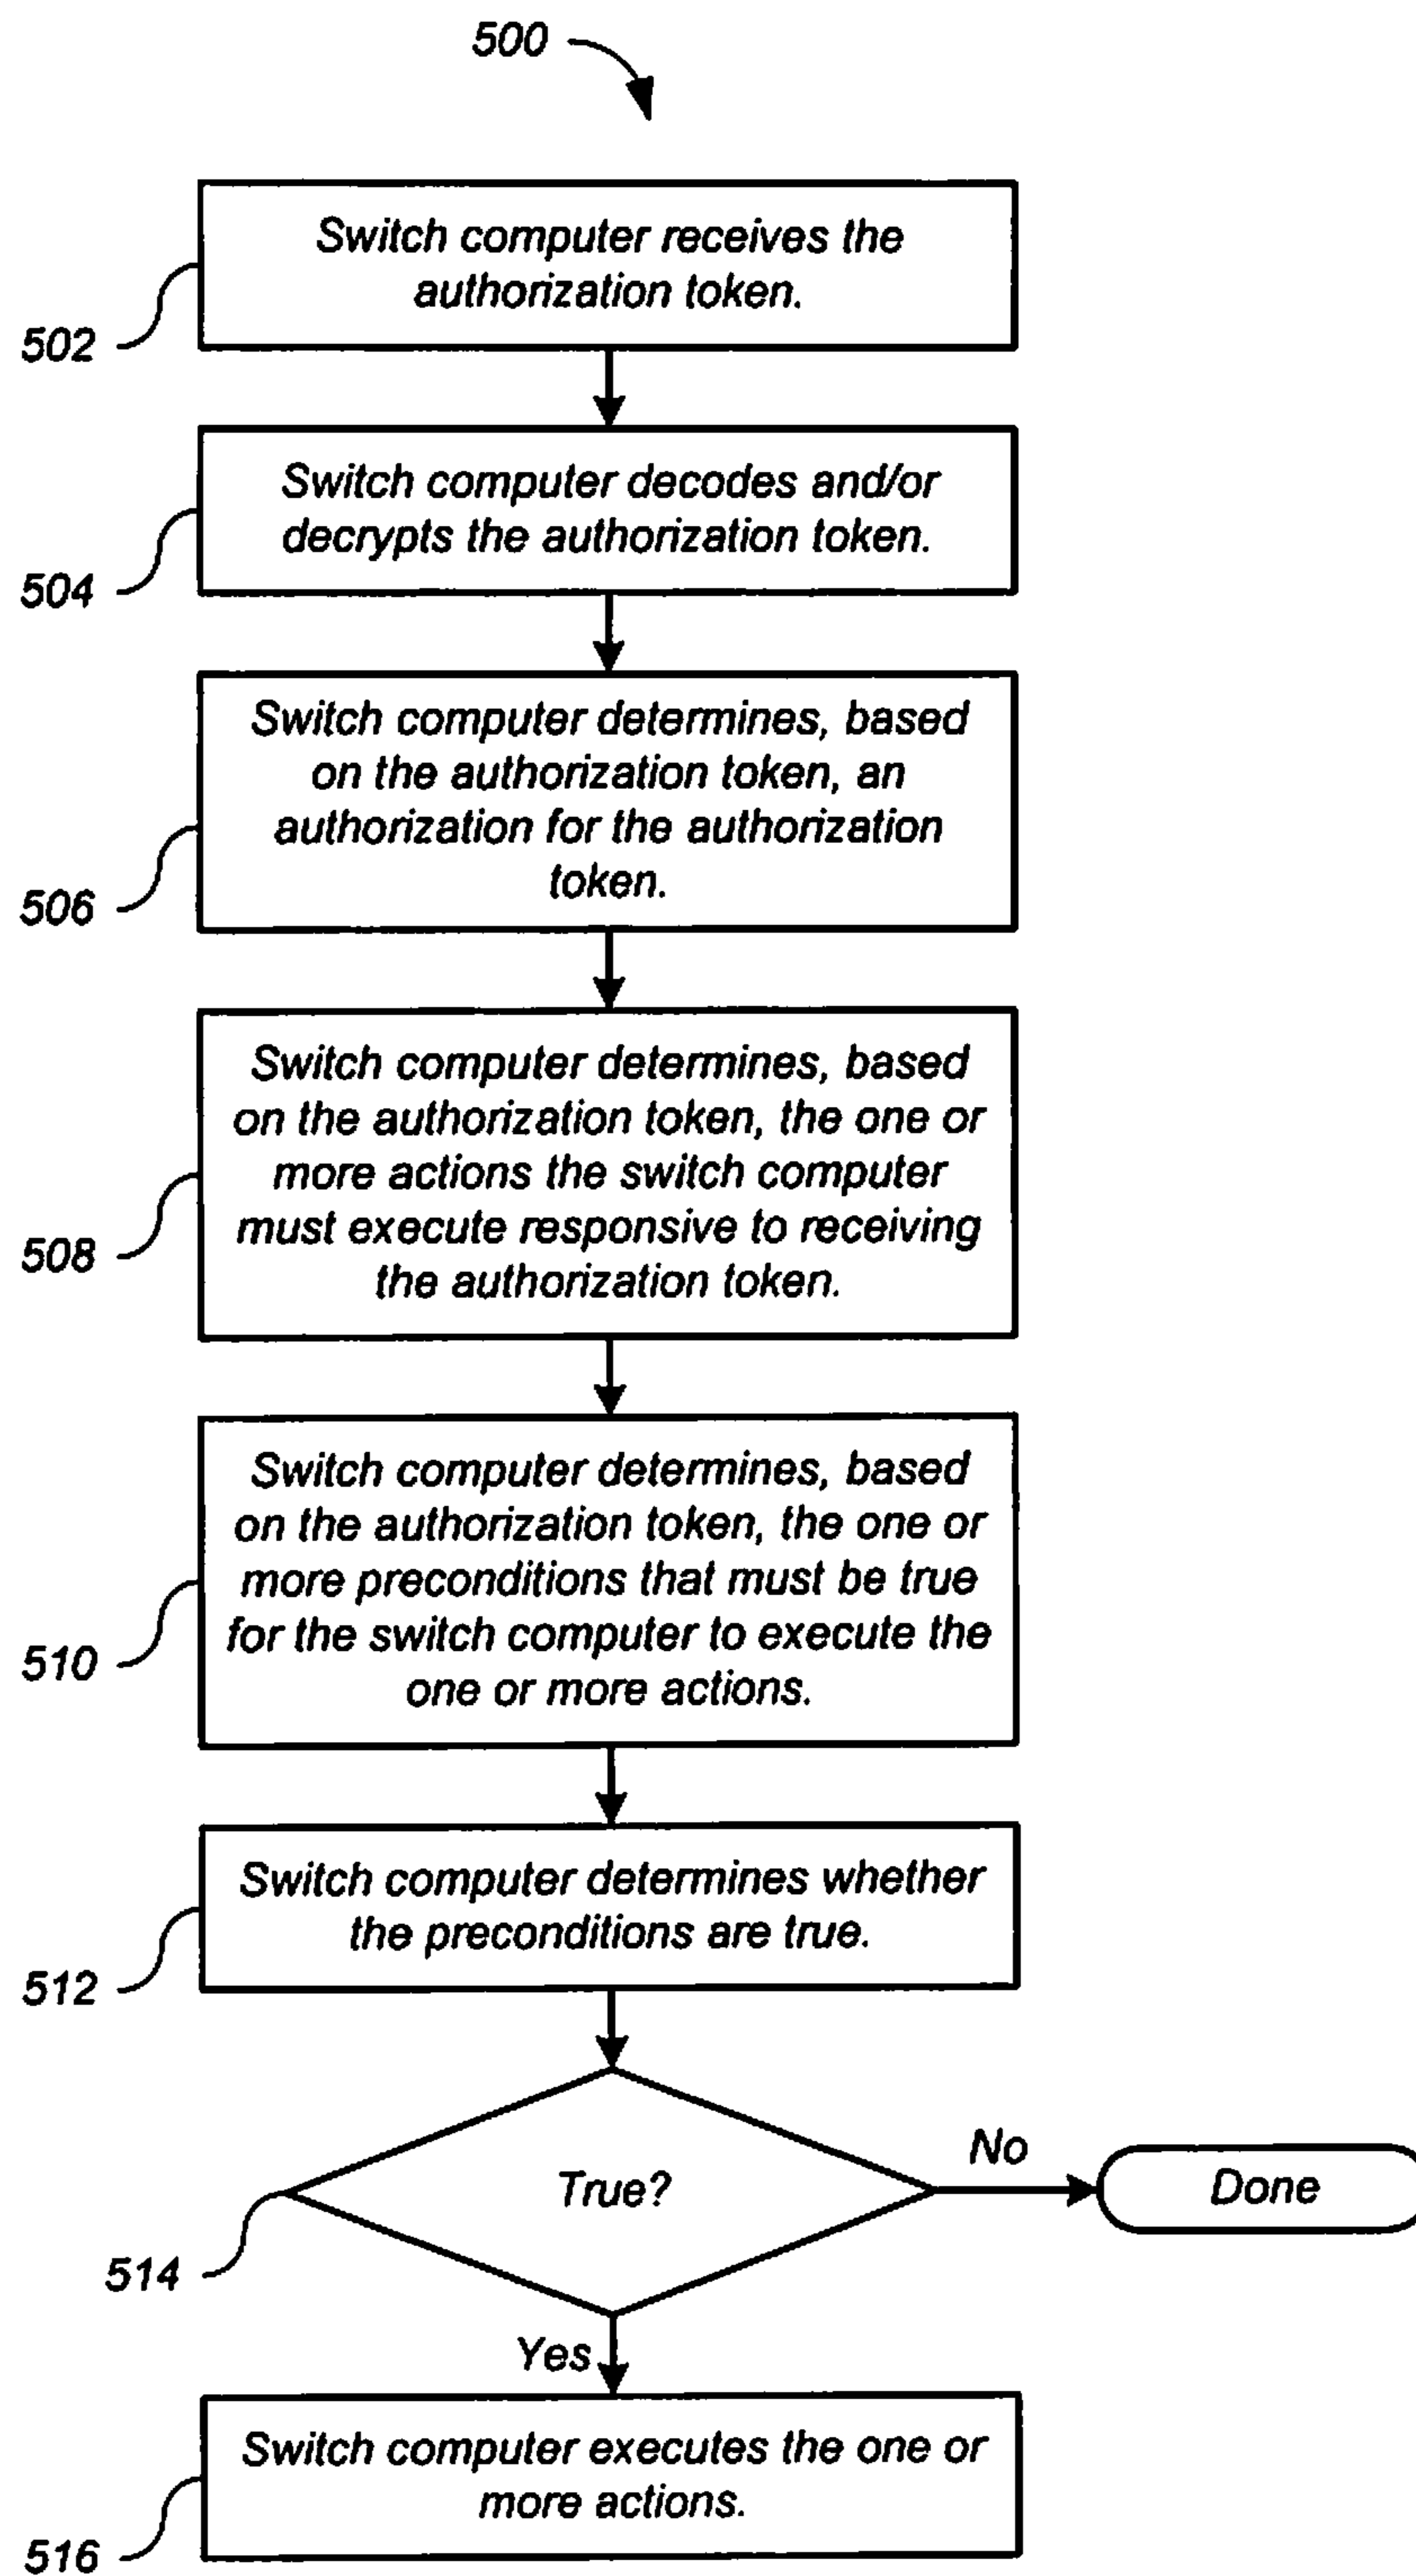 500
Switch computer receives the
authorization token.
502
Switch computer decodes and/or
decrypts the authorization token.
504
Switch computer determines, based
on the authorization token, an
authorization for the authorization
token.
506
Switch computer determines, based
on the authorization token, the one or
more actions the switch computer
must execute responsive to receiving
the authorization token.
508
Switch computer determines, based
on the authorization token, the one or
more preconditions that must be true
for the switch computer to execute the
one or more actions.
510
Switch computer determines whether
the preconditions are true.
512
True?
No
Done
514
Yes
Switch computer executes the one or
more actions.
516